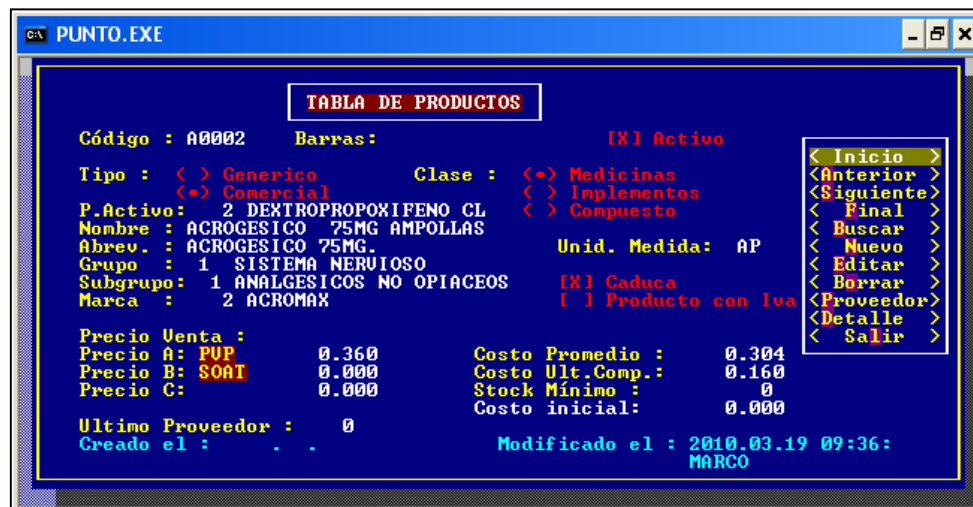 PUNTO.EXE
TABLA DE PRODUCTOS
Código : A0002 Barras: [X] Activo
Tipo : ( ) Generico Clase : (•) Medicinas
(•) Comercial ( ) Implementos
P.Activo: 2 DEXTROPROPOXIFENO CL ( ) Compuesto
Nombre : ACROGESICO 75MG AMPOLLAS
Abrev. : ACROGESICO 75MG. Unid. Medida: AP
Grupo : 1 SISTEMA NERVIOSO
Subgrupo: 1 ANALGESICOS NO OPIACEOS [X] Caduca
Marca : 2 ACROMAX [ ] Producto con Iva
Precio Venta :
Precio A: PVP 0.360 Costo Promedio : 0.304
Precio B: SOAT 0.000 Costo Ult.Comp.: 0.160
Precio C: 0.000 Stock Mínimo : 0
Costo inicial: 0.000
Ultimo Proveedor : 0
Creado el : . . Modificado el : 2010.03.19 09:36:
MARCO
< Inicio >
<Anterior >
<Siguiente>
< Final >
< Buscar >
< Nuevo >
< Editar >
< Borrar >
<Proveedor>
<Detalle >
< Salir >